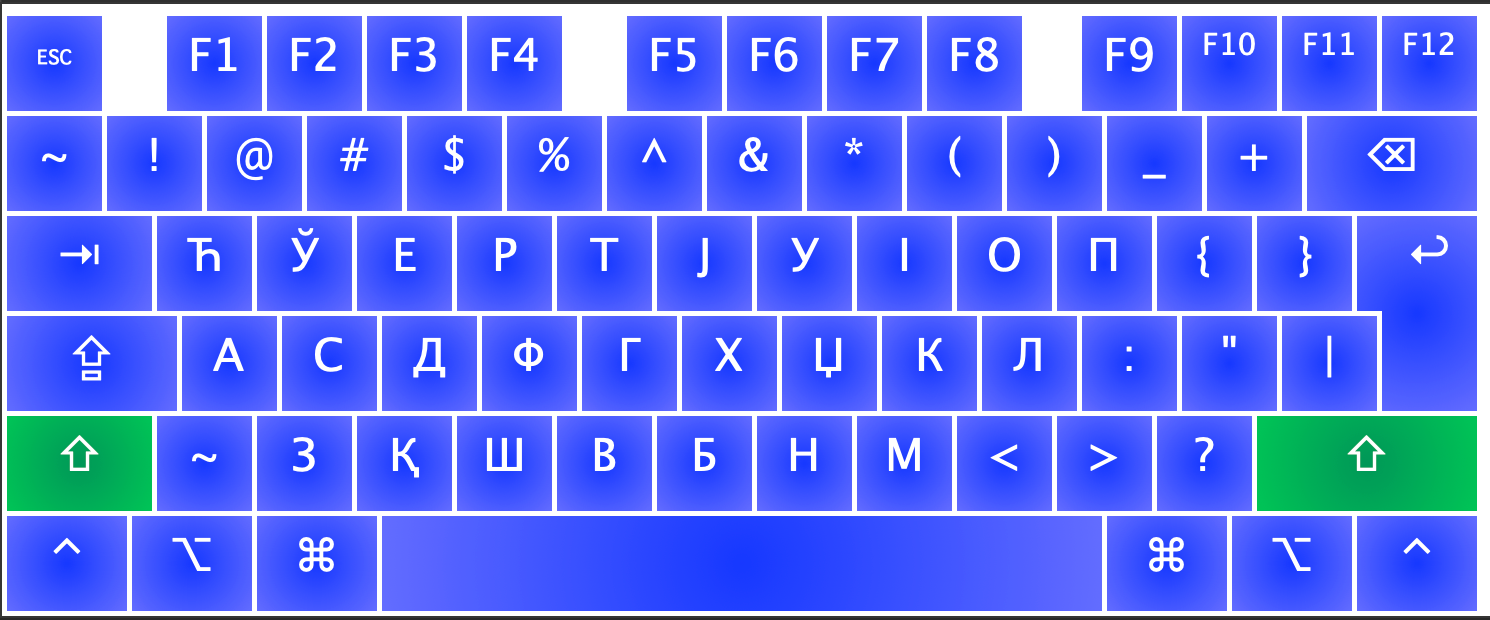 ESC F1 F2 F3 F4 F5 F6 F7 F8 F9 F10 F11 F12
~ ! @ # $ % ^ & * ( ) _ + ⌫
⇥ Ћ Ў Е Р Т Ј У І О П { } ↩
⇪ А С Д Ф Г Х Џ К Л : " |
⇧ ~ З Қ Ш В Б Н М < > ? ⇧
⌃ ⌥ ⌘ ⌘ ⌥ ⌃